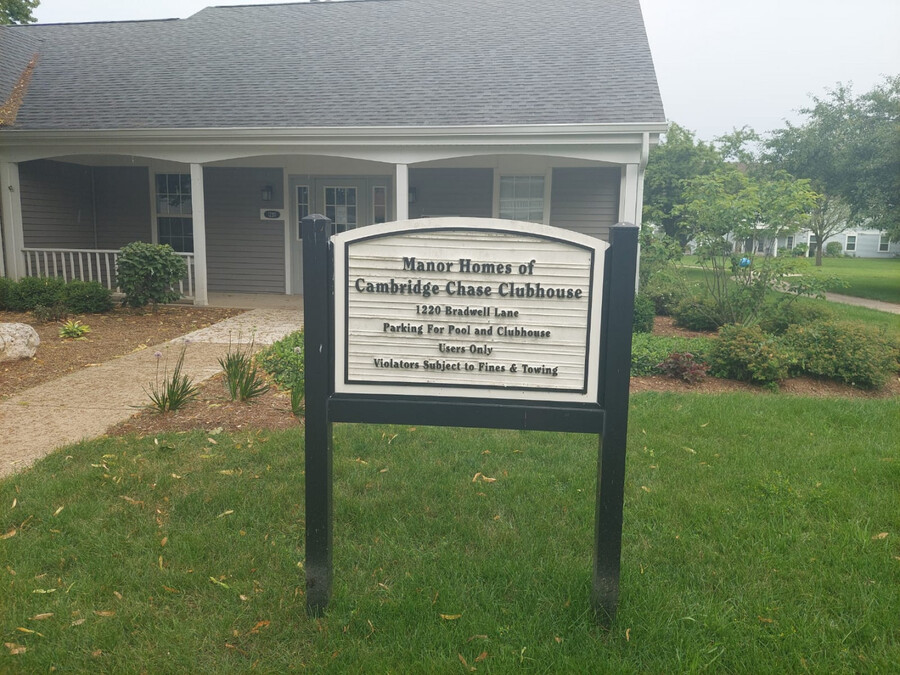 Manor Homes of
Cambridge Chase Clubhouse
1220 Bradwell Lane
Parking For Pool and Clubhouse
Users Only
Violators Subject to Fines & Towing